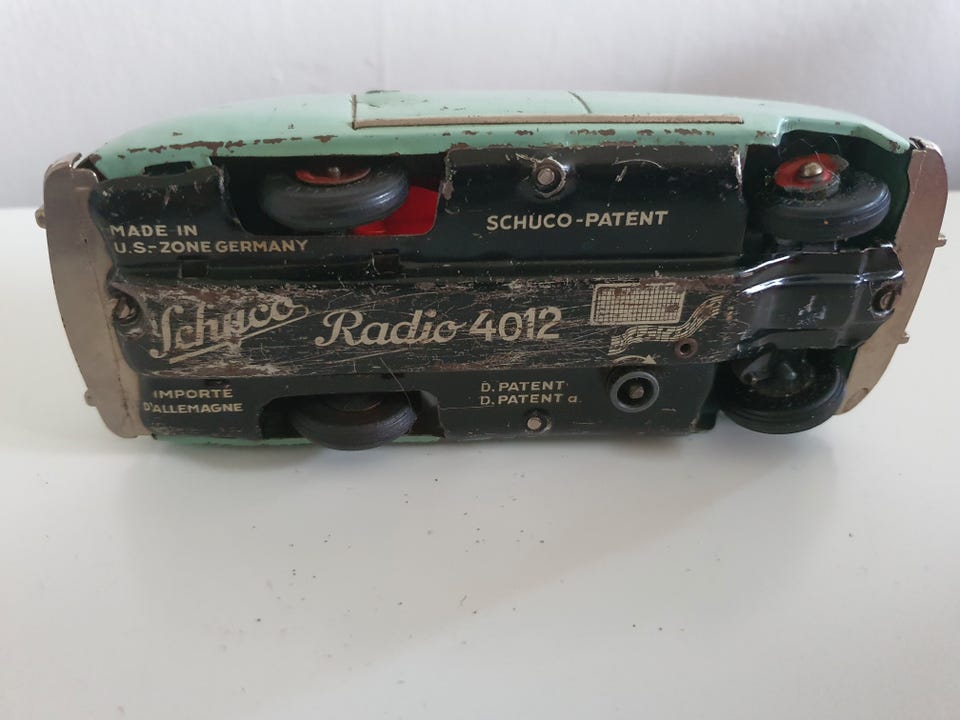 MADE IN
U.S.-ZONE GERMANY
SCHUCO-PATENT
Schuco Radio 4012
IMPORTÉ
D'ALLEMAGNE
D. PATENT
D. PATENT a.